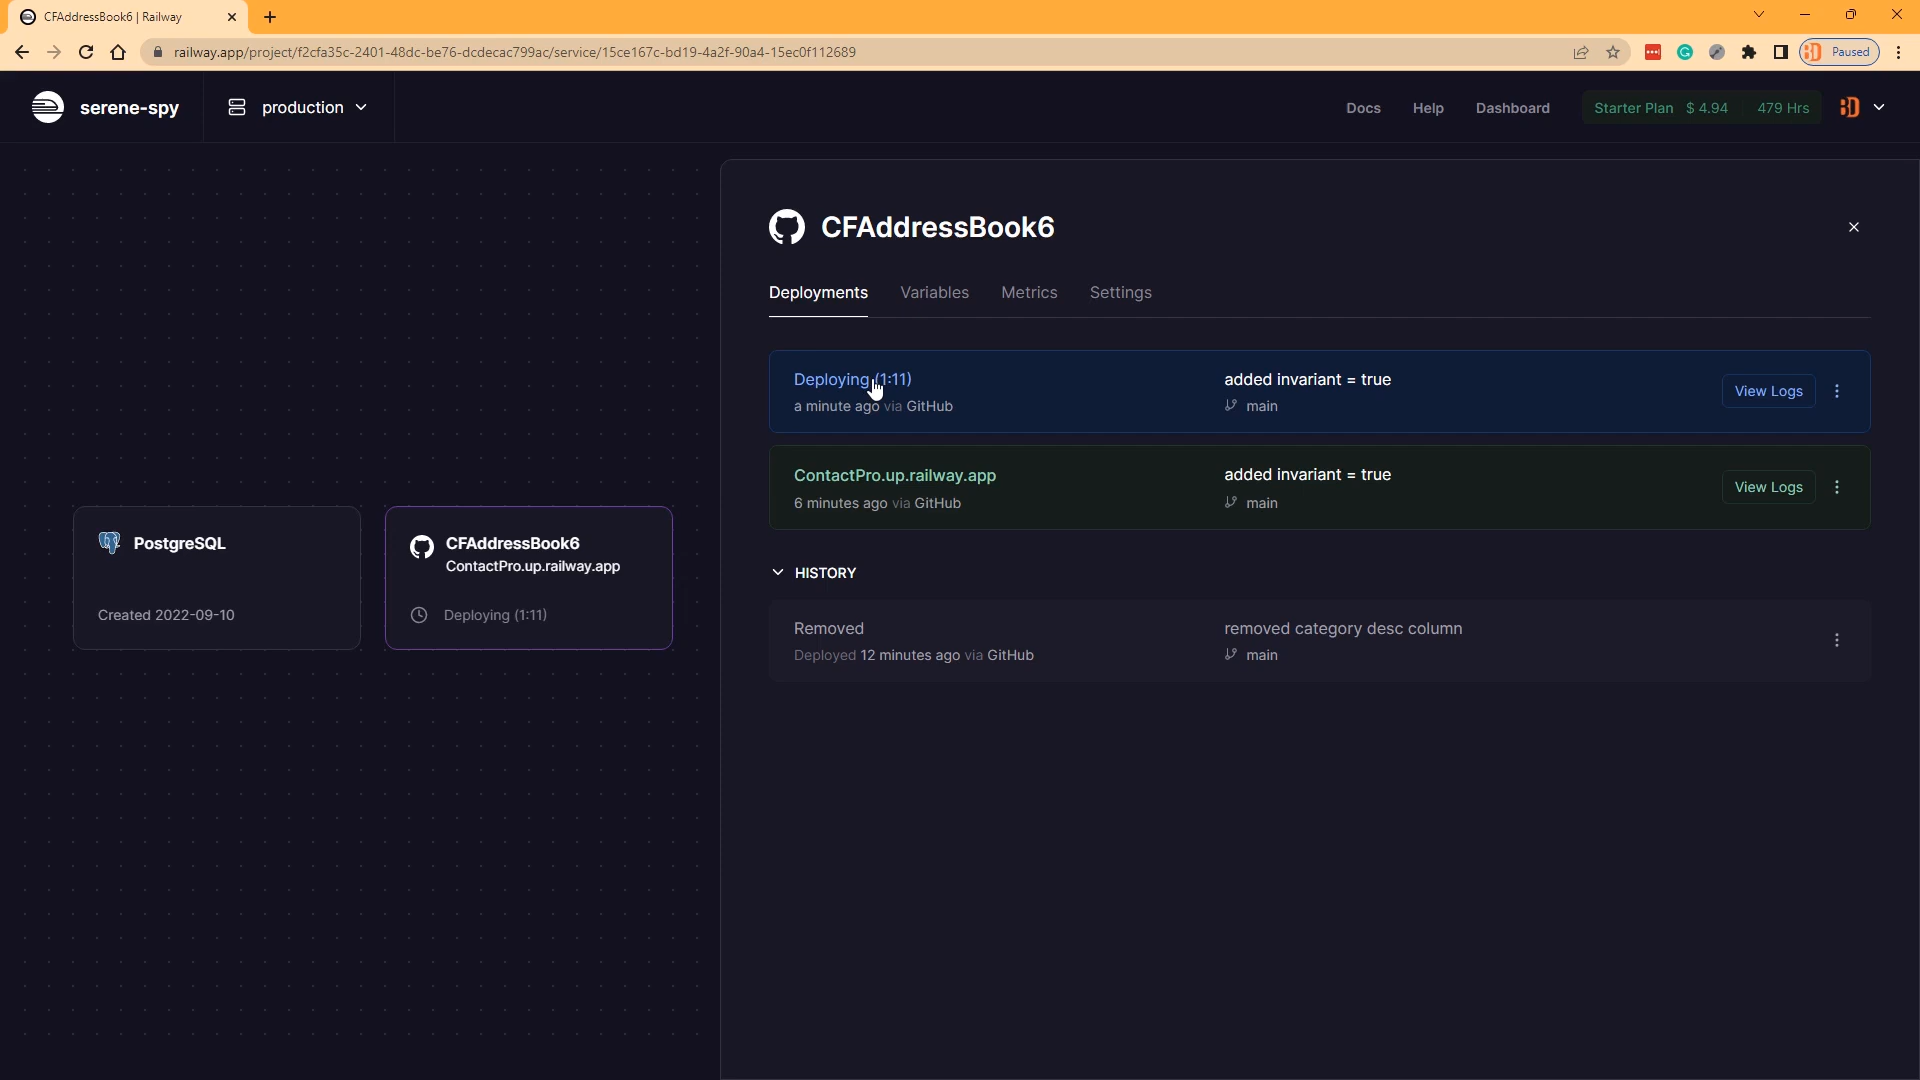 CFAddressBook6 | Railway
railway.app/project/f2cfa35c-2401-48dc-be76-dcdecac799ac/service/15ce167c-bd19-4a2f-90a4-15ec0f112689
Paused
serene-spy
production
Docs
Help
Dashboard
Starter Plan $ 4.94 479 Hrs
CFAddressBook6
Deployments
Variables
Metrics
Settings
Deploying (1:11)
a minute ago via GitHub
added invariant = true
main
View Logs
ContactPro.up.railway.app
6 minutes ago via GitHub
added invariant = true
main
View Logs
HISTORY
Removed
Deployed 12 minutes ago via GitHub
removed category desc column
main
PostgreSQL
Created 2022-09-10
CFAddressBook6
ContactPro.up.railway.app
Deploying (1:11)